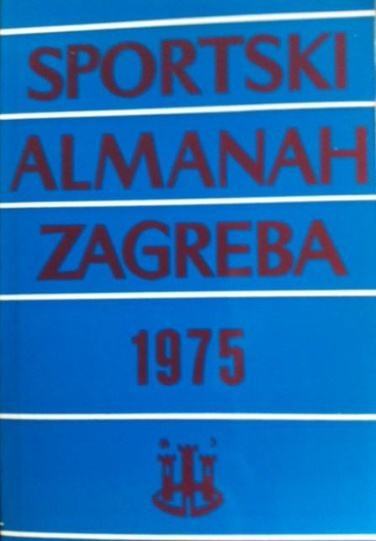 SPORTSKI
ALMANAH
ZAGREBA
1975